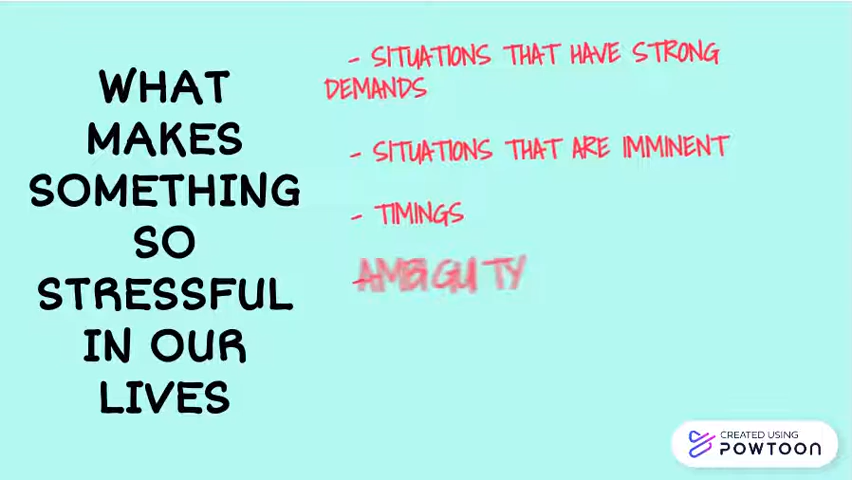 WHAT
MAKES
SOMETHING
SO
STRESSFUL
IN OUR
LIVES
- SITUATIONS THAT HAVE STRONG
DEMANDS
- SITUATIONS THAT ARE IMMINENT
- TIMINGS
- AMBIGUITY
CREATED USING
POWTOON